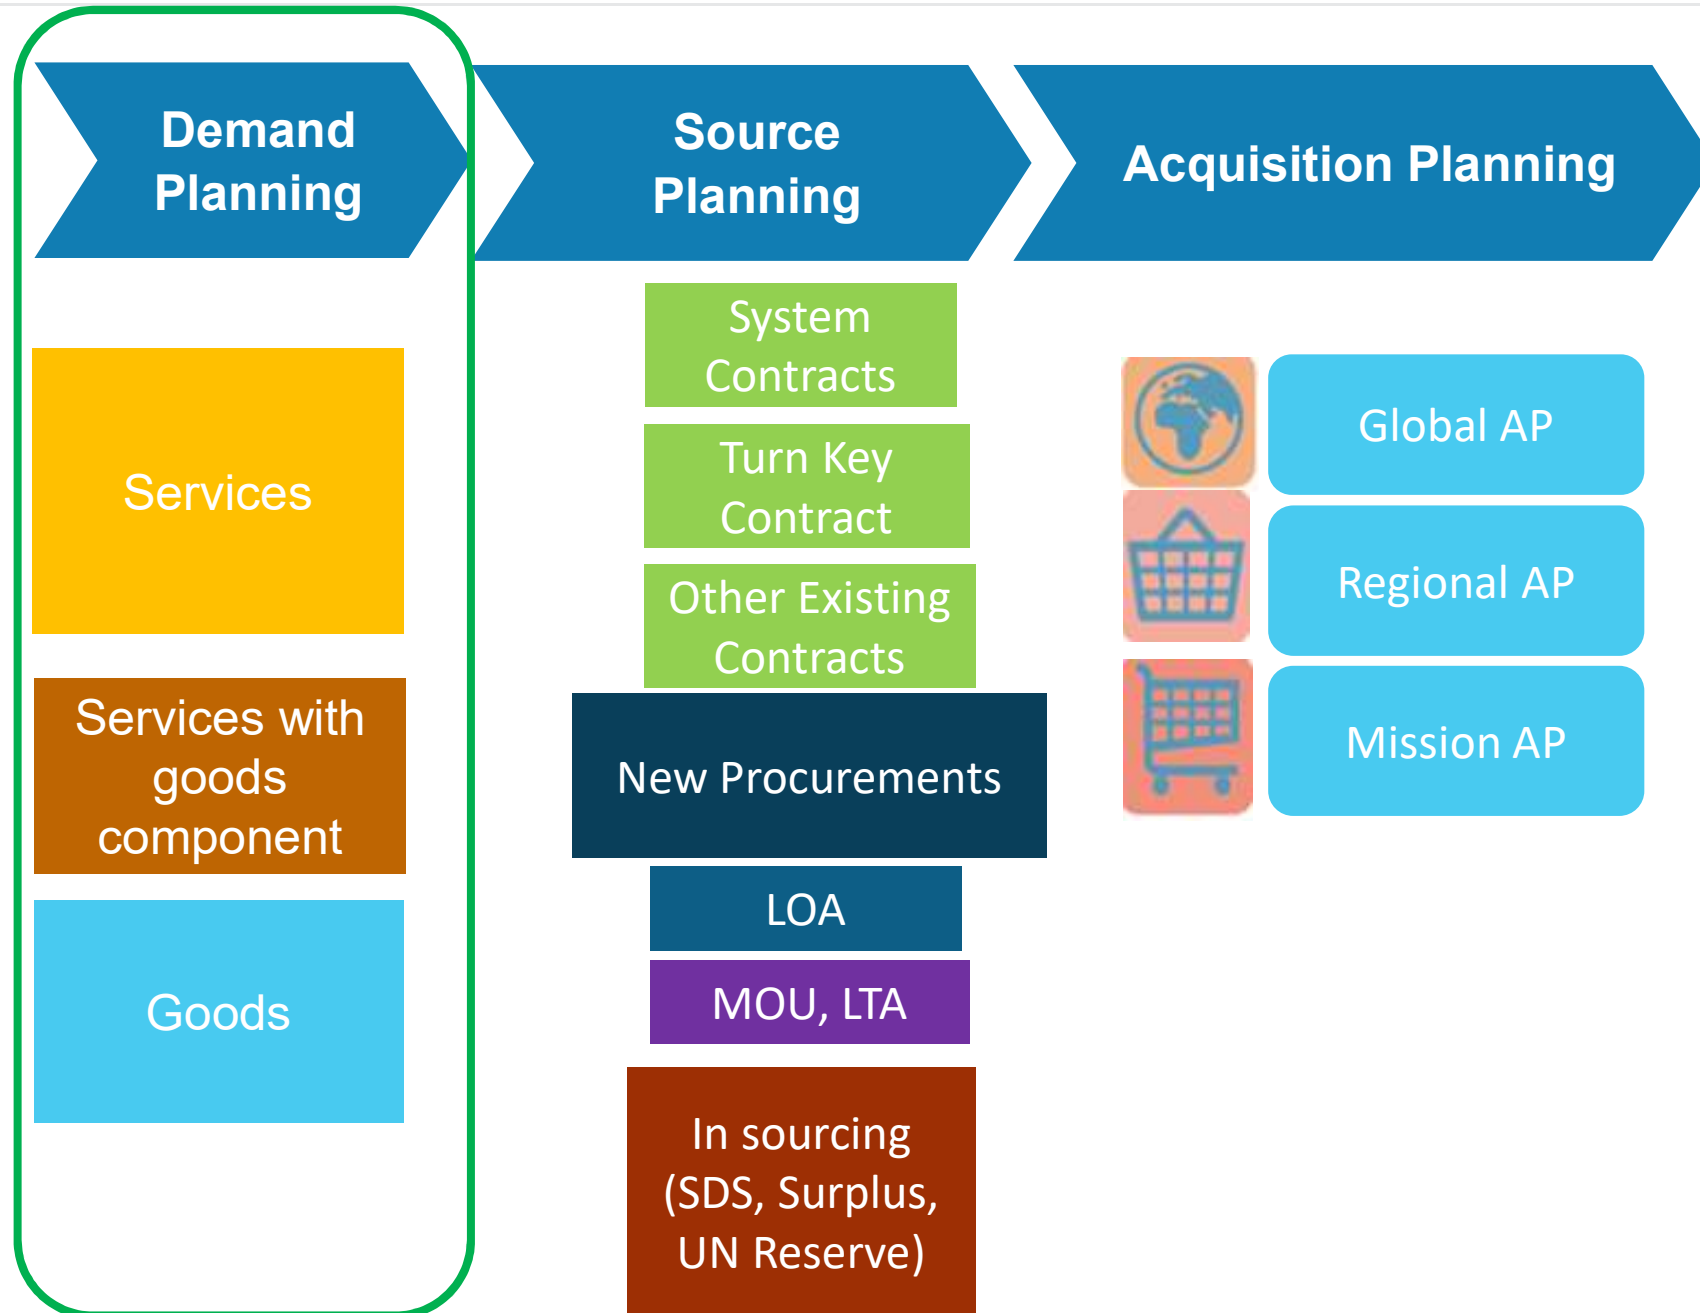 Demand
Planning
Source
Planning
Acquisition Planning
Services
Services with
goods
component
Goods
System
Contracts
Turn Key
Contract
Other Existing
Contracts
New Procurements
LOA
MOU, LTA
In sourcing
(SDS, Surplus,
UN Reserve)
Global AP
Regional AP
Mission AP